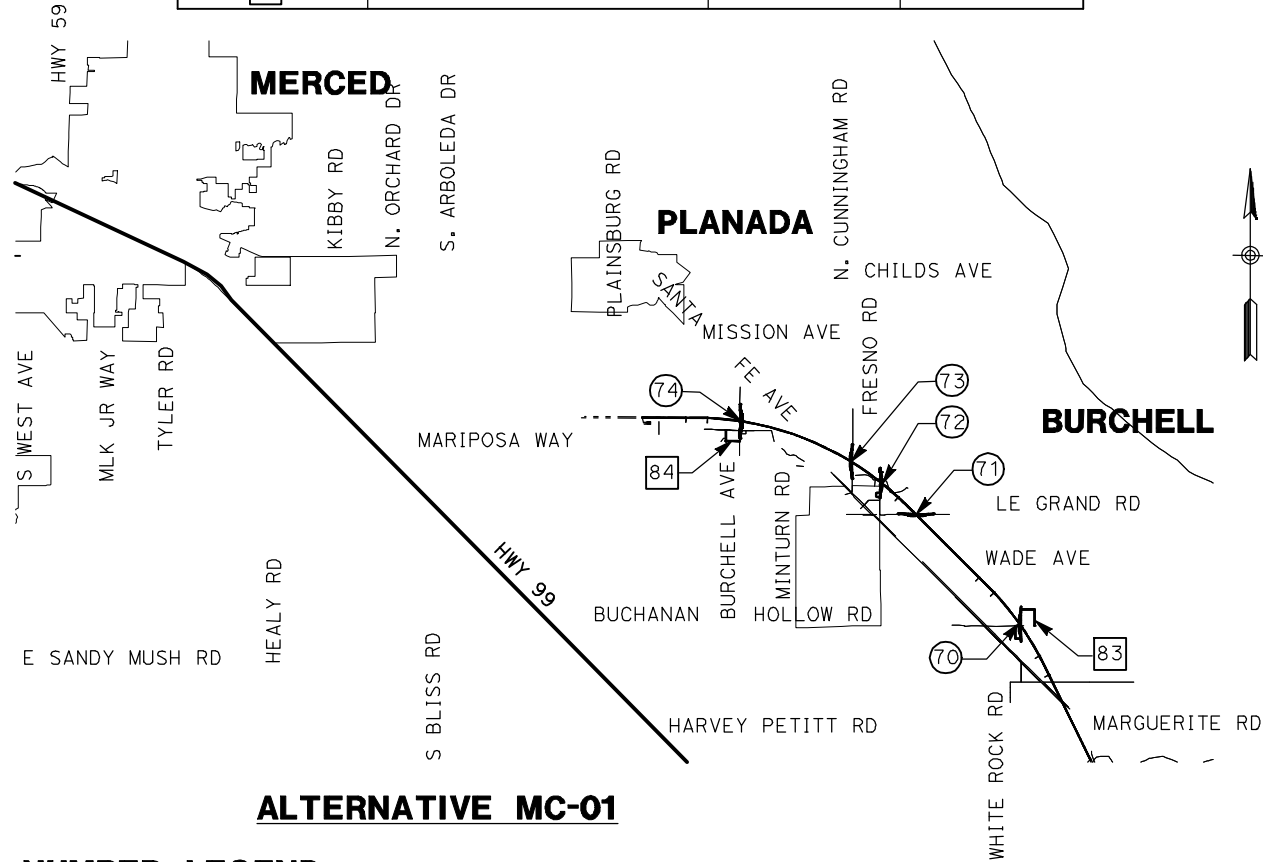 HWY 59
MERCED
KIBBY RD
N. ORCHARD DR
S. ARBOLEDA DR
PLAINSBURG RD
PLANADA
N. CUNNINGHAM RD
CHILDS AVE
SANTA
FE AVE
MISSION AVE
FRESNO RD
S WEST AVE
MLK JR WAY
TYLER RD
MARIPOSA WAY
74
73
72
71
BURCHELL
84
BURCHELL AVE
MINTURN RD
LE GRAND RD
WADE AVE
HWY 99
BUCHANAN HOLLOW RD
HEALY RD
E SANDY MUSH RD
S BLISS RD
70
83
HARVEY PETITT RD
WHITE ROCK RD
MARGUERITE RD
ALTERNATIVE MC-01
NUMBER LEGEND